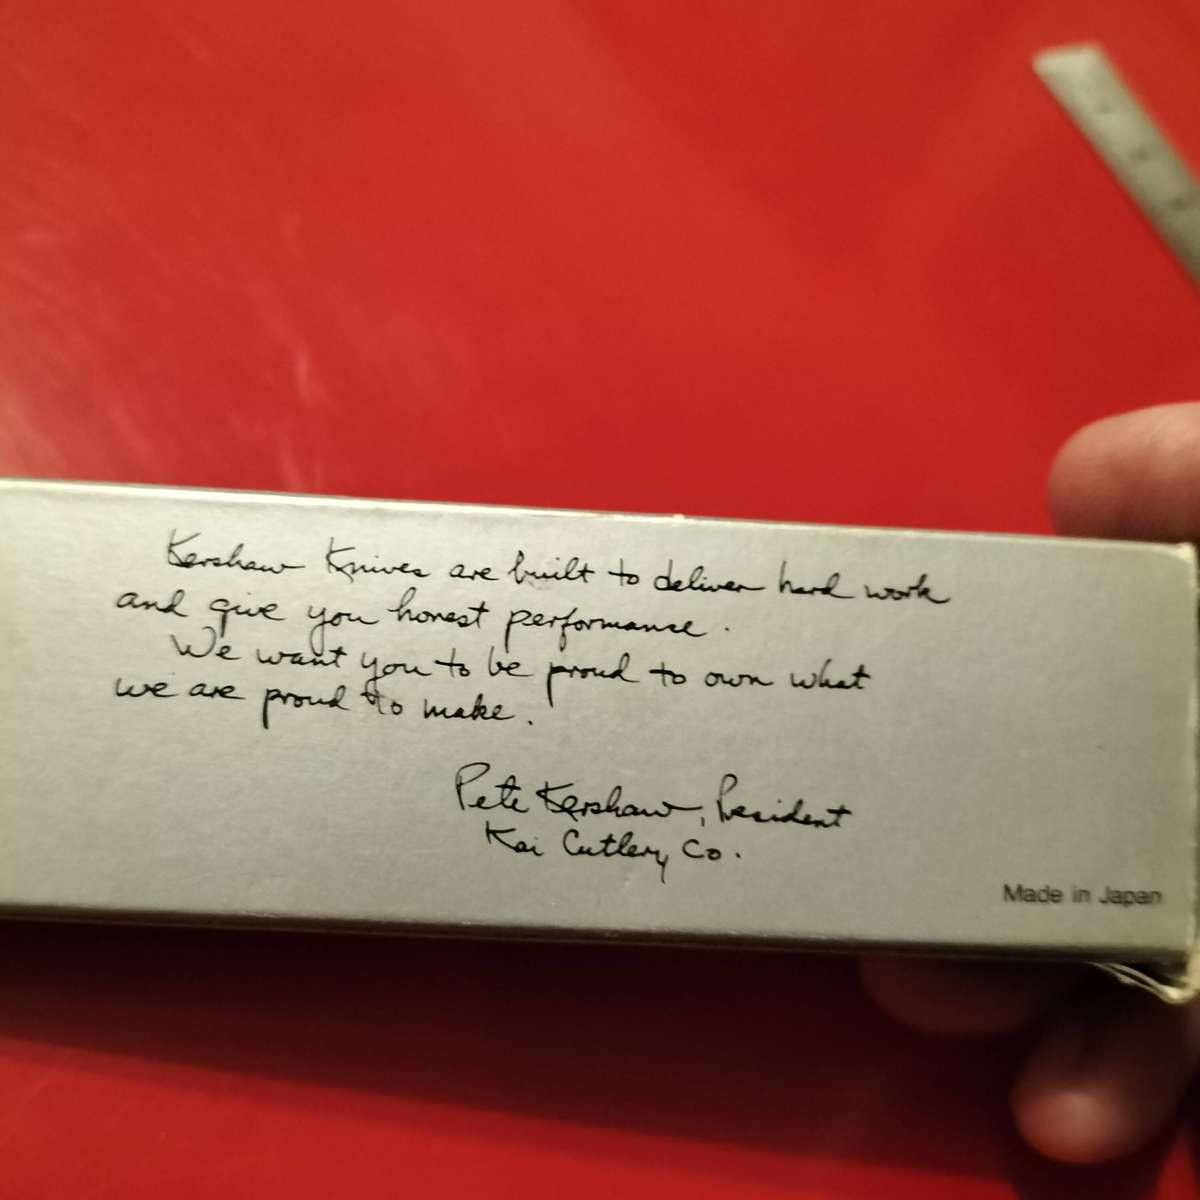 Kershaw Knives are built to deliver hard work
and give you honest performance.
We want you to be proud to own what
we are proud to make.
Pete Kershaw, President
Kai Cutlery Co.
Made in Japan